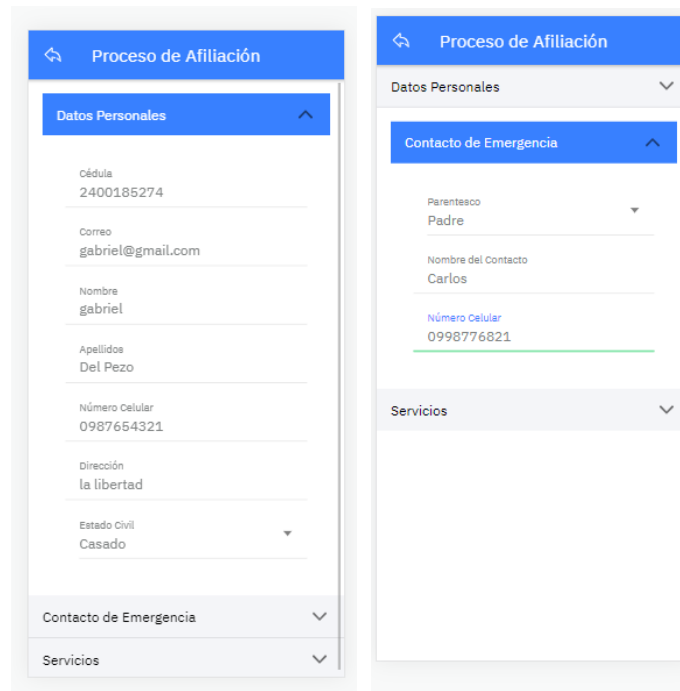 Proceso de Afiliación
Datos Personales
Cédula
2400185274
Correo
gabriel@gmail.com
Nombre
gabriel
Apellidos
Del Pezo
Número Celular
0987654321
Dirección
la libertad
Estado Civil
Casado
Contacto de Emergencia
Servicios
Proceso de Afiliación
Datos Personales
Contacto de Emergencia
Parentesco
Padre
Nombre del Contacto
Carlos
Número Celular
0998776821
Servicios